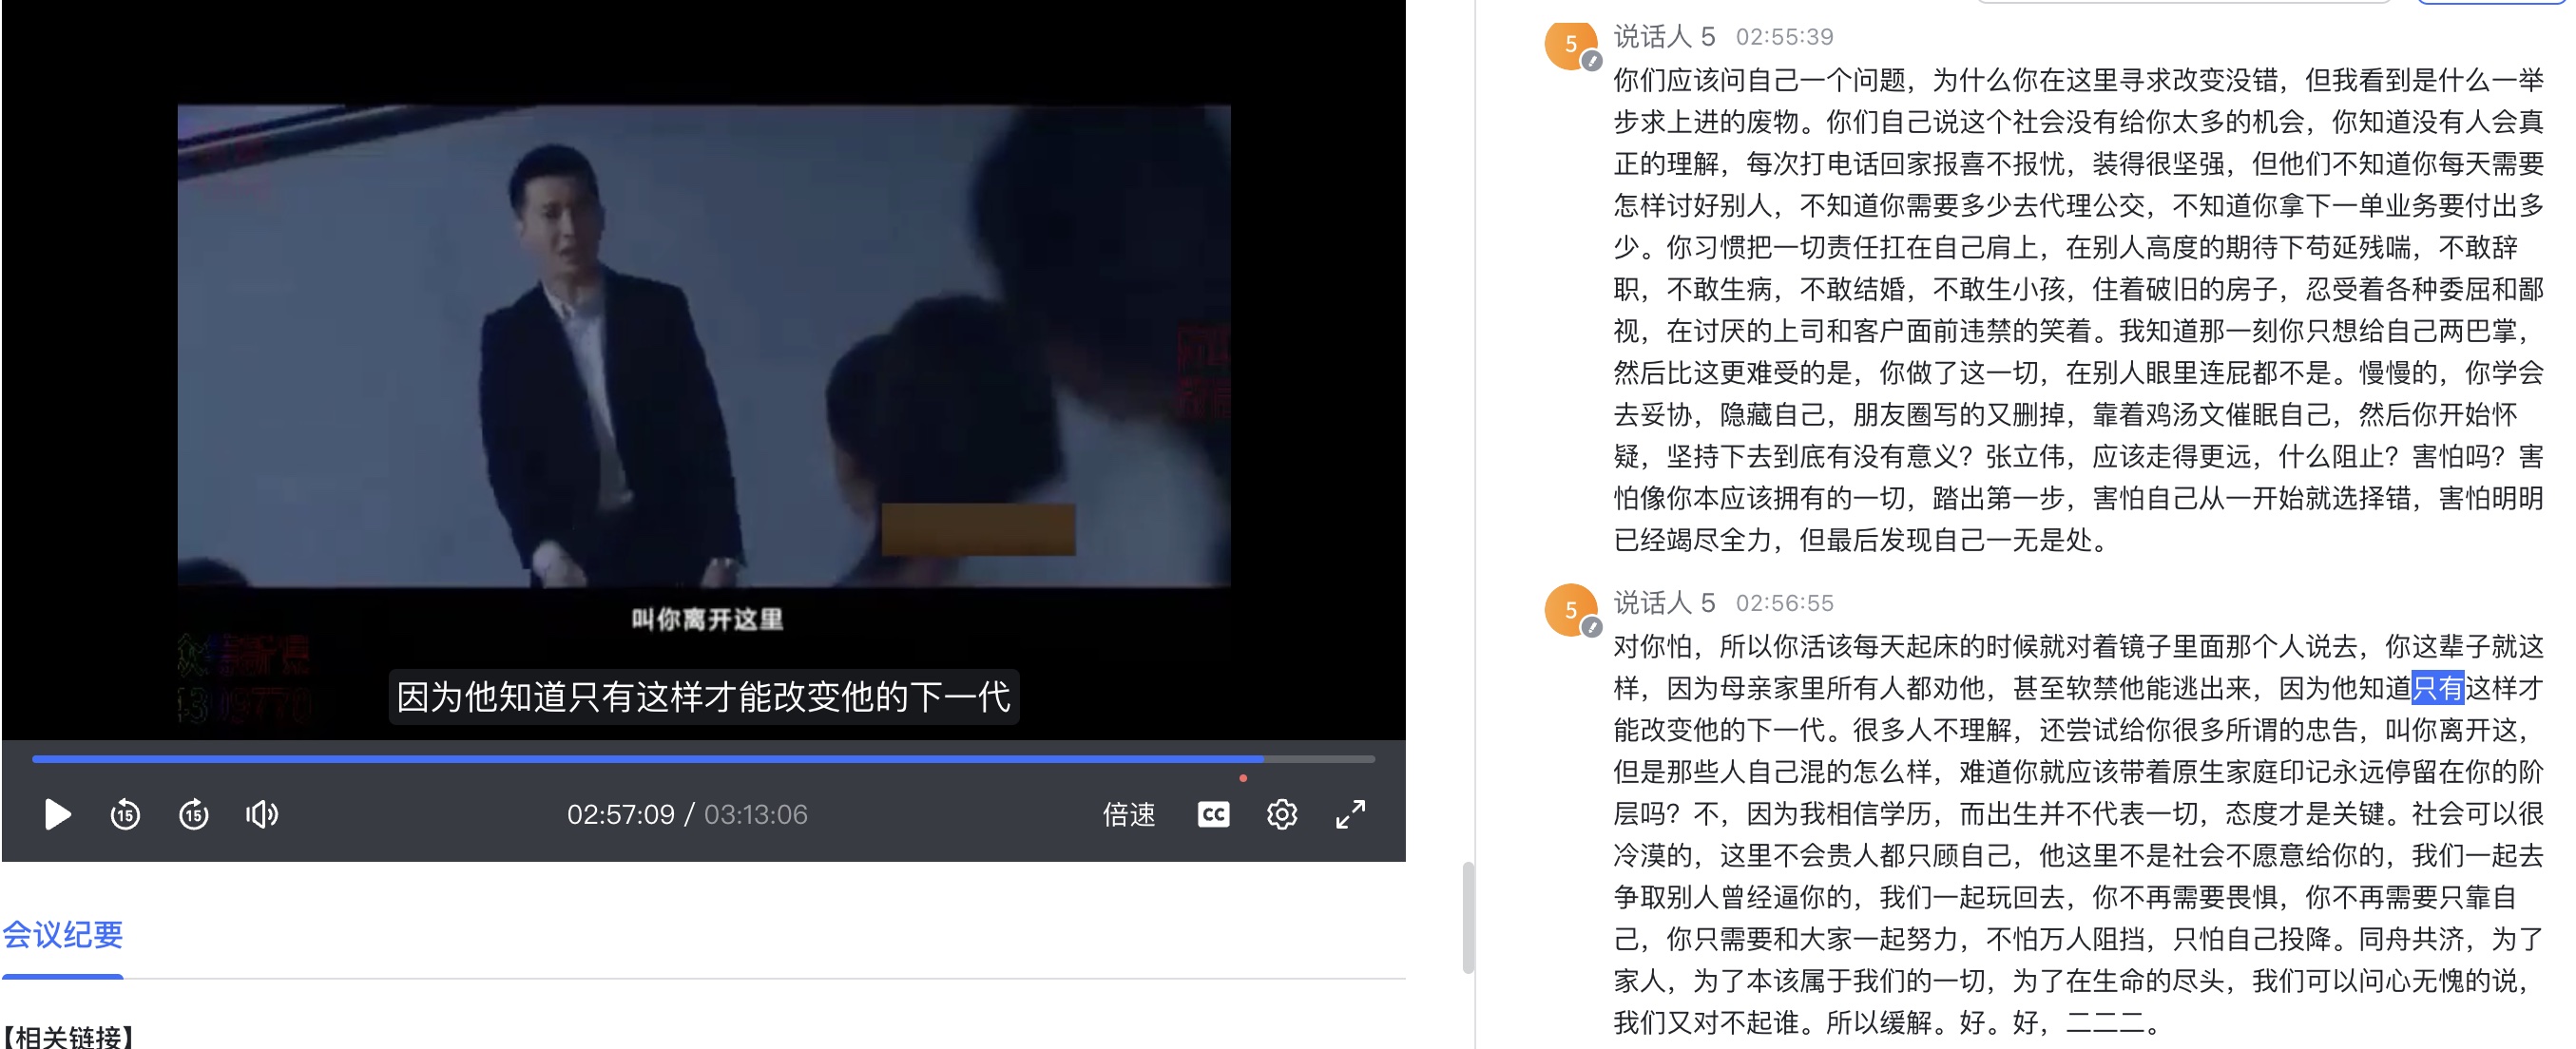 叫你离开这里
因为他知道只有这样才能改变他的下一代
15
15
02:57:09 / 03:13:06
倍速
CC
会议纪要
【相关链接】
5
说话人 5 02:55:39
你们应该问自己一个问题，为什么你在这里寻求改变没错，但我看到是什么一举
步求上进的废物。你们自己说这个社会没有给你太多的机会，你知道没有人会真
正的理解，每次打电话回家报喜不报忧，装得很坚强，但他们不知道你每天需要
怎样讨好别人，不知道你需要多少去代理公交，不知道你拿下一单业务要付出多
少。你习惯把一切责任扛在自己肩上，在别人高度的期待下苟延残喘，不敢辞
职，不敢生病，不敢结婚，不敢生小孩，住着破旧的房子，忍受着各种委屈和鄙
视，在讨厌的上司和客户面前违禁的笑着。我知道那一刻你只想给自己两巴掌，
然后比这更难受的是，你做了这一切，在别人眼里连屁都不是。慢慢的，你学会
去妥协，隐藏自己，朋友圈写的又删掉，靠着鸡汤文催眠自己，然后你开始怀
疑，坚持下去到底有没有意义？张立伟，应该走得更远，什么阻止？害怕吗？害
怕像你本应该拥有的一切，踏出第一步，害怕自己从一开始就选择错，害怕明明
已经竭尽全力，但最后发现自己一无是处。
5
说话人 5 02:56:55
对你怕，所以你活该每天起床的时候就对着镜子里面那个人说去，你这辈子就这
样，因为母亲家里所有人都劝他，甚至软禁他能逃出来，因为他知道只有这样才
能改变他的下一代。很多人不理解，还尝试给你很多所谓的忠告，叫你离开这，
但是那些人自己混的怎么样，难道你就应该带着原生家庭印记永远停留在你的阶
层吗？不，因为我相信学历，而出生并不代表一切，态度才是关键。社会可以很
冷漠的，这里不会贵人都只顾自己，他这里不是社会不愿意给你的，我们一起去
争取别人曾经逼你的，我们一起玩回去，你不再需要畏惧，你不再需要只靠自
己，你只需要和大家一起努力，不怕万人阻挡，只怕自己投降。同舟共济，为了
家人，为了本该属于我们的一切，为了在生命的尽头，我们可以问心无愧的说，
我们又对不起谁。所以缓解。好。好，二二二。